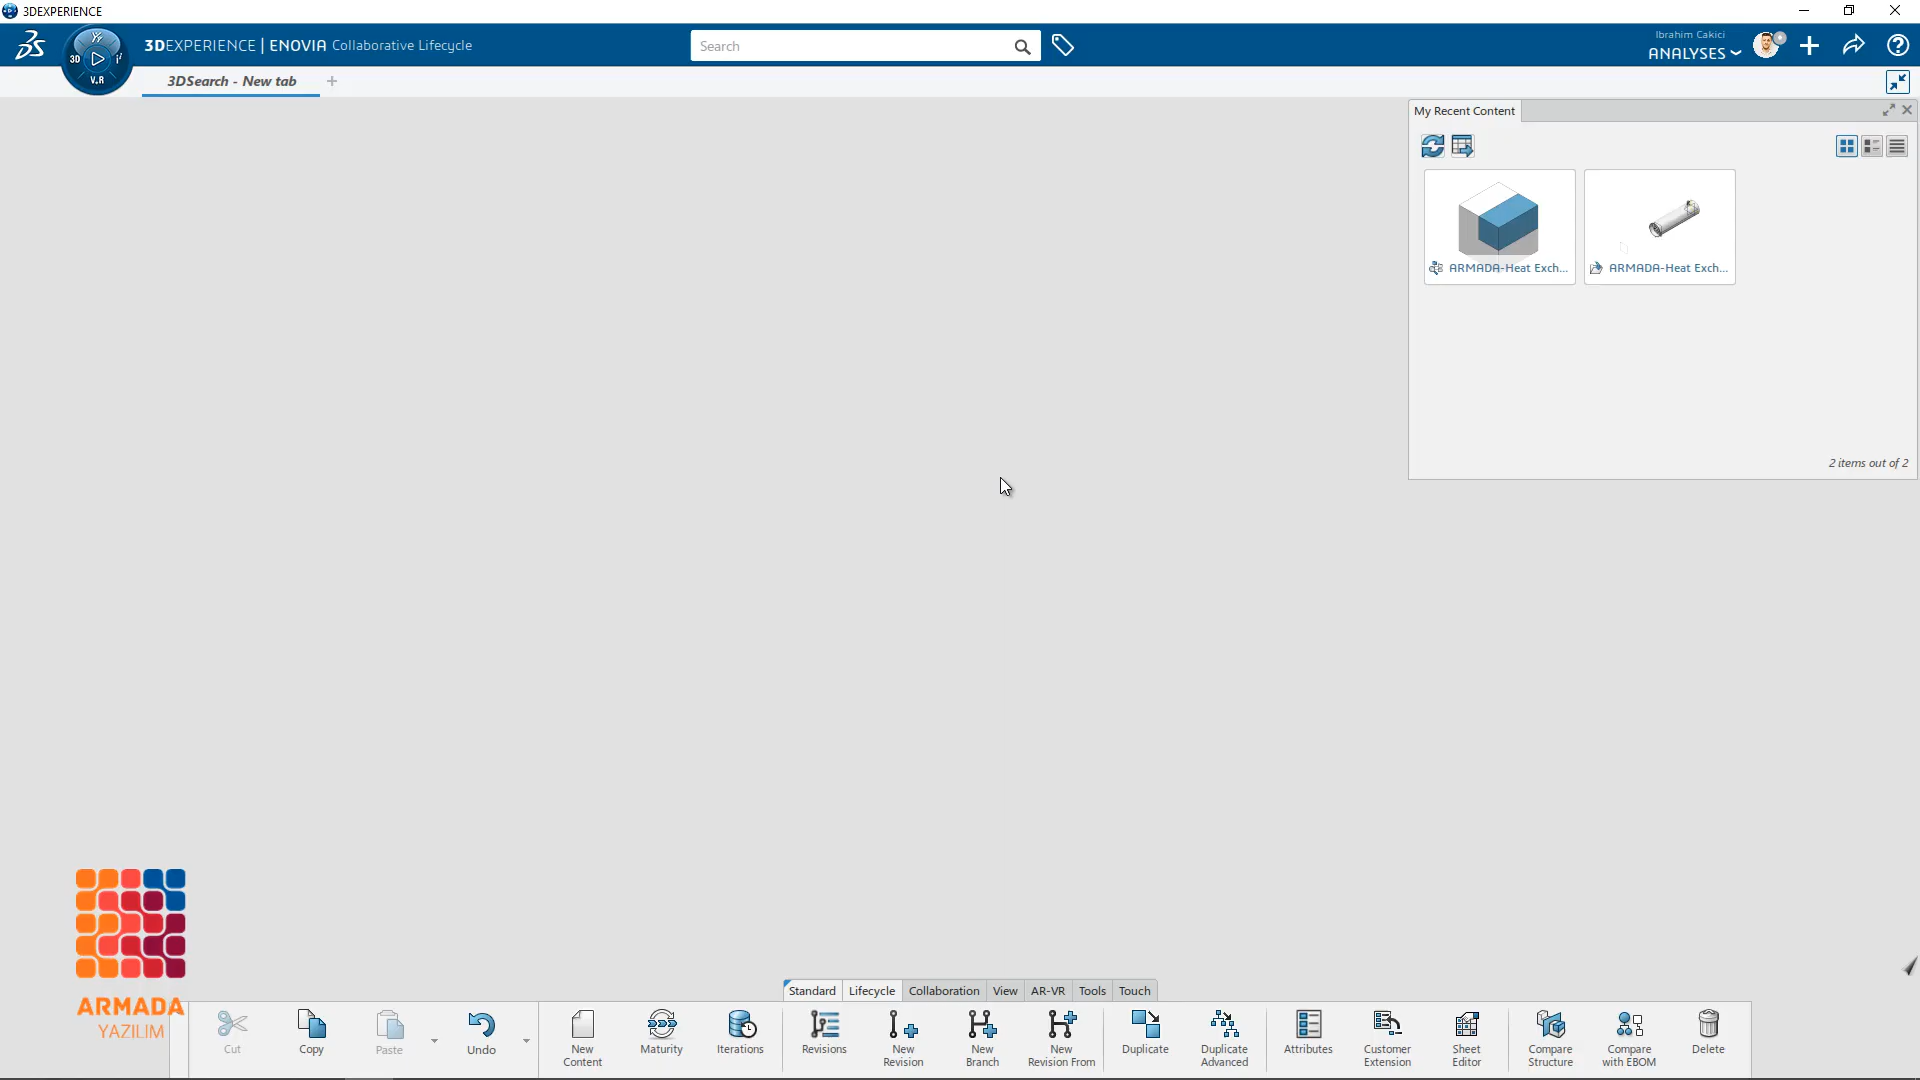 3DEXPERIENCE
3DEXPERIENCE | ENOVIA Collaborative Lifecycle
Search
Ibrahim Cakici
ANALYSES
3D
V.R
3DSearch - New tab
My Recent Content
ARMADA-Heat Exch...
ARMADA-Heat Exch...
2 items out of 2
ARMADA
YAZILIM
Standard
Lifecycle
Collaboration
View
AR-VR
Tools
Touch
Cut
Copy
Paste
Undo
New
Content
Maturity
Iterations
Revisions
New
Revision
New
Branch
New
Revision From
Duplicate
Duplicate
Advanced
Attributes
Customer
Extension
Sheet
Editor
Compare
Structure
Compare
with EBOM
Delete